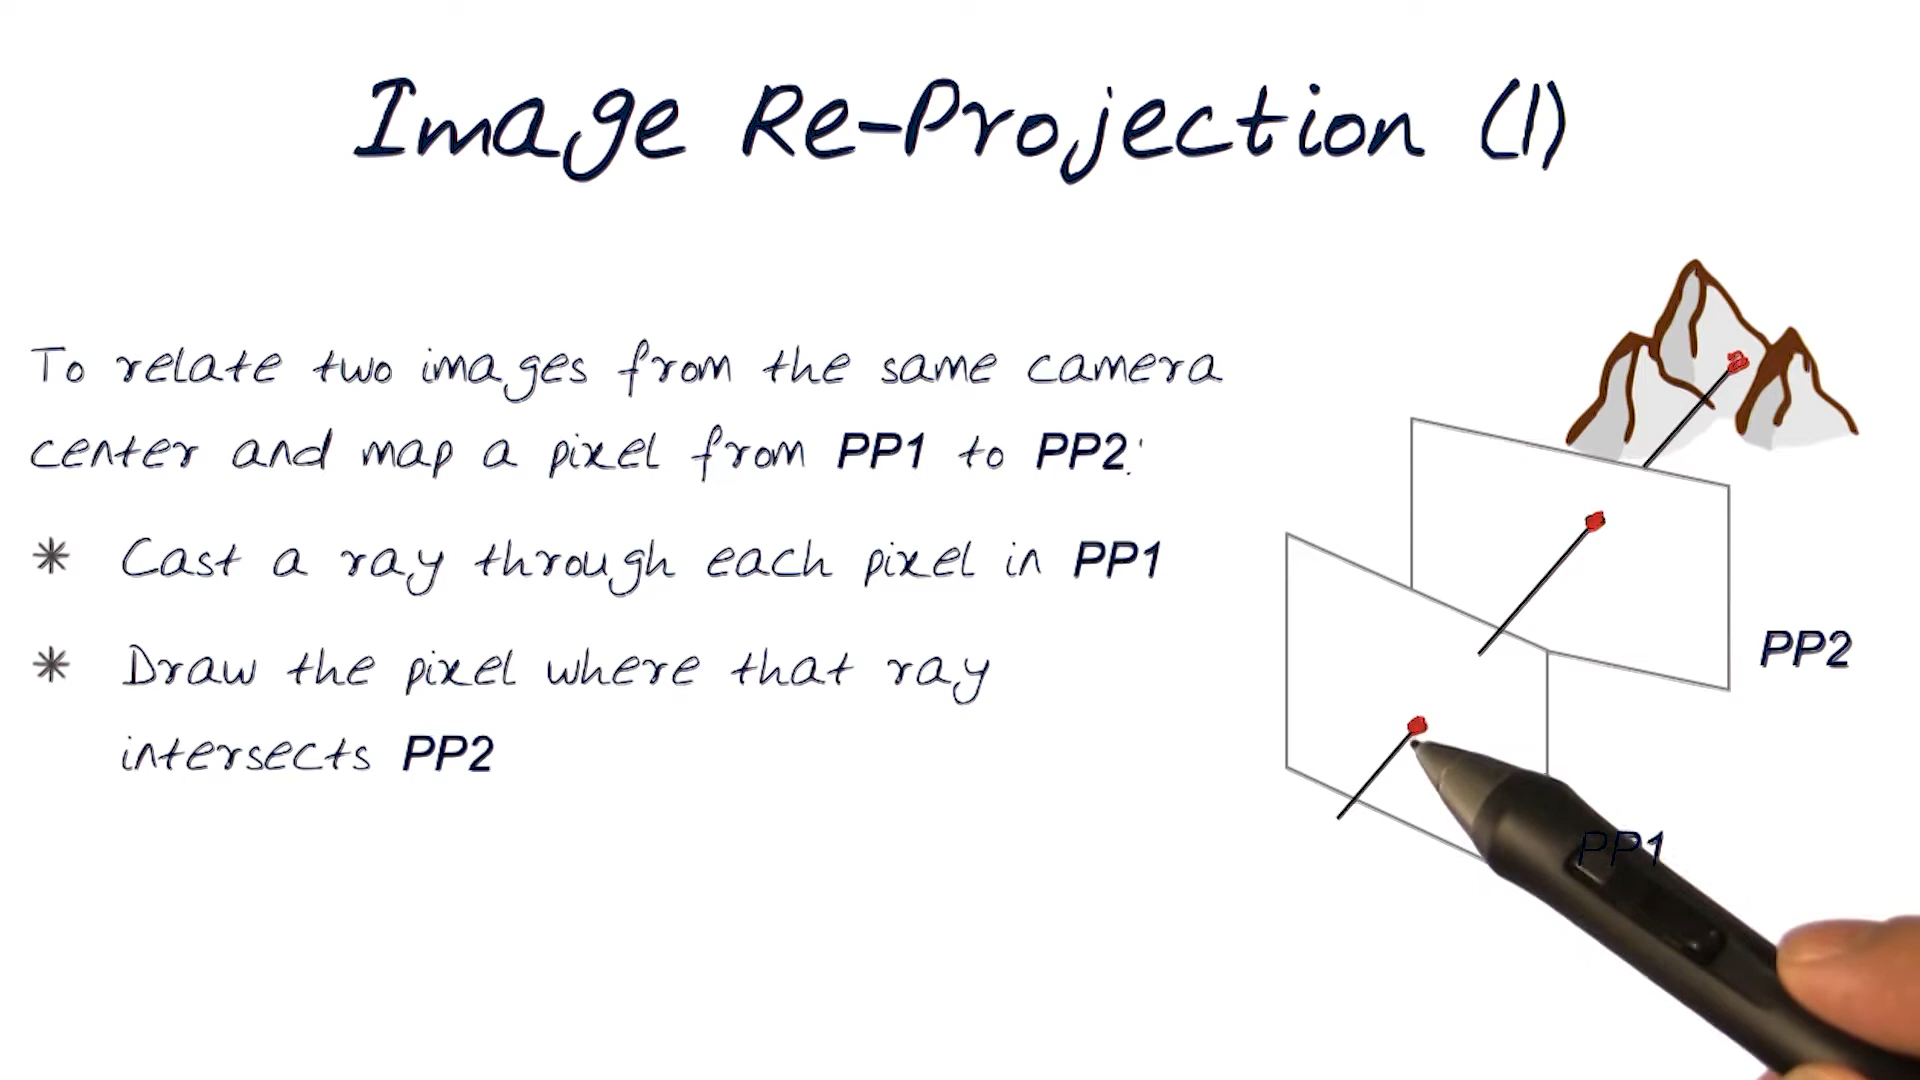 Image Re-Projection (1)
To relate two images from the same camera
center and map a pixel from PP1 to PP2:
* Cast a ray through each pixel in PP1
* Draw the pixel where that ray
intersects PP2
PP2
PP1